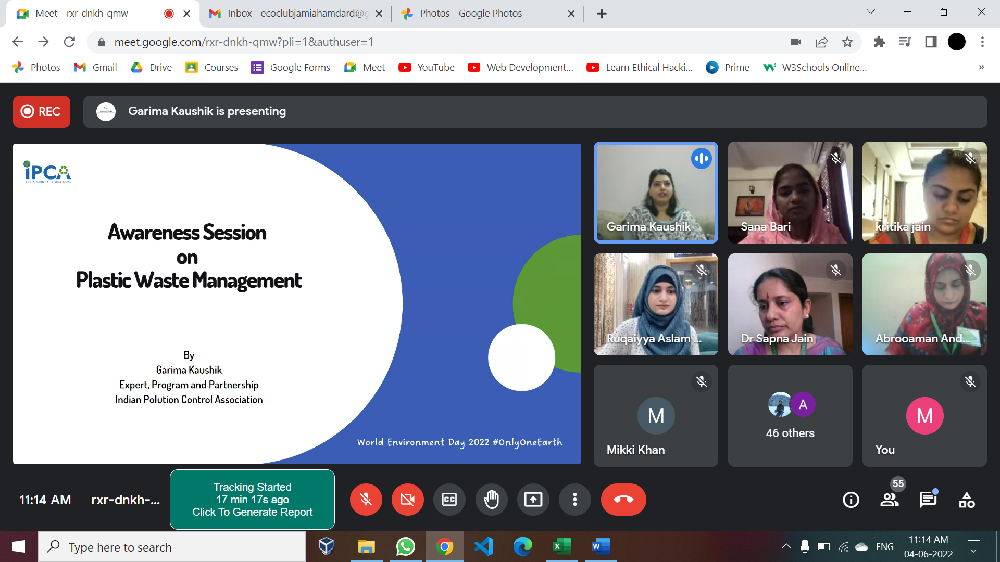 Meet - rxr-dnkh-qmw
Inbox - ecoclubjamiahamdard@g
Photos - Google Photos
meet.google.com/rxr-dnkh-qmw?pli=1&authuser=1
Photos
Gmail
Drive
Courses
Google Forms
Meet
YouTube
Web Development...
Learn Ethical Hacki...
Prime
W3Schools Online...
REC
Garima Kaushik is presenting
iPCA
SUSTAINABILITY IS OUR GOAL
Awareness Session
on
Plastic Waste Management
By
Garima Kaushik
Expert, Program and Partnership
Indian Polution Control Association
World Environment Day 2022 #OnlyOneEarth
Garima Kaushik
Sana Bari
kritika jain
Ruqaiyya Aslam ...
Dr Sapna Jain
Abrooaman And...
M
Mikki Khan
A
46 others
M
You
11:14 AM
rxr-dnkh-...
Tracking Started
17 min 17s ago
Click To Generate Report
CC
55
Type here to search
ENG
11:14 AM
04-06-2022